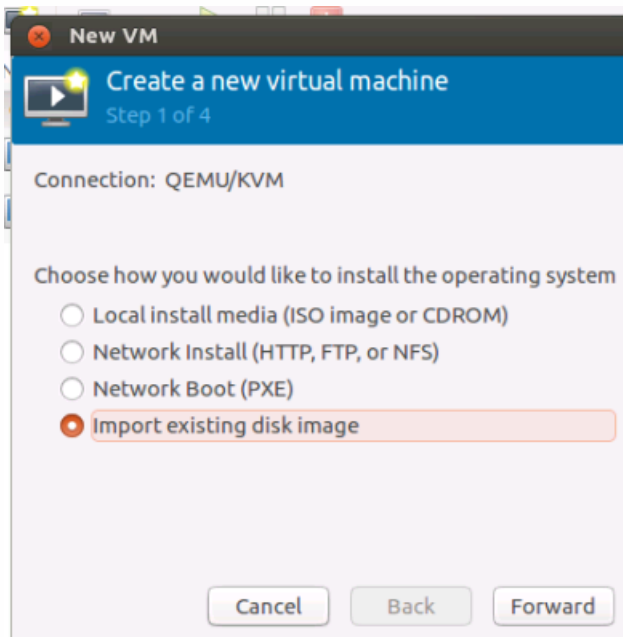 New VM
Create a new virtual machine
Step 1 of 4
Connection: QEMU/KVM
Choose how you would like to install the operating system
Local install media (ISO image or CDROM)
Network Install (HTTP, FTP, or NFS)
Network Boot (PXE)
Import existing disk image
Cancel Back Forward